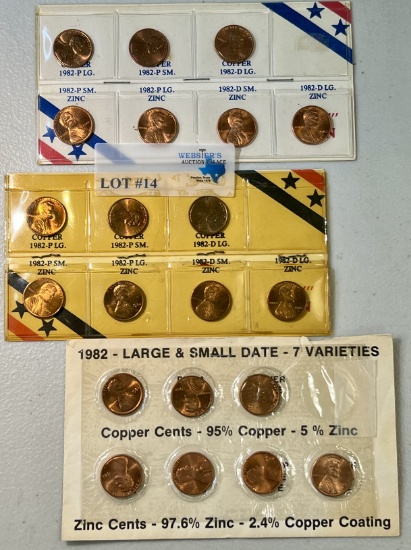 COPPER COPPER COPPER
1982-P LG. 1982-P SM. 1982-D LG.
1982-P SM. 1982-P LG. 1982-D SM. 1982-D LG.
ZINC ZINC ZINC ZINC
WEBSTER'S
AUCTION PALACE
LOT #14
COPPER COPPER COPPER
1982-P LG. 1982-P SM. 1982-D LG.
1982-P SM. 1982-P LG. 1982-D SM. 1982-D LG.
ZINC ZINC ZINC ZINC
1982 - LARGE & SMALL DATE - 7 VARIETIES
Copper Cents - 95% Copper - 5 % Zinc
Zinc Cents - 97.6% Zinc - 2.4% Copper Coating